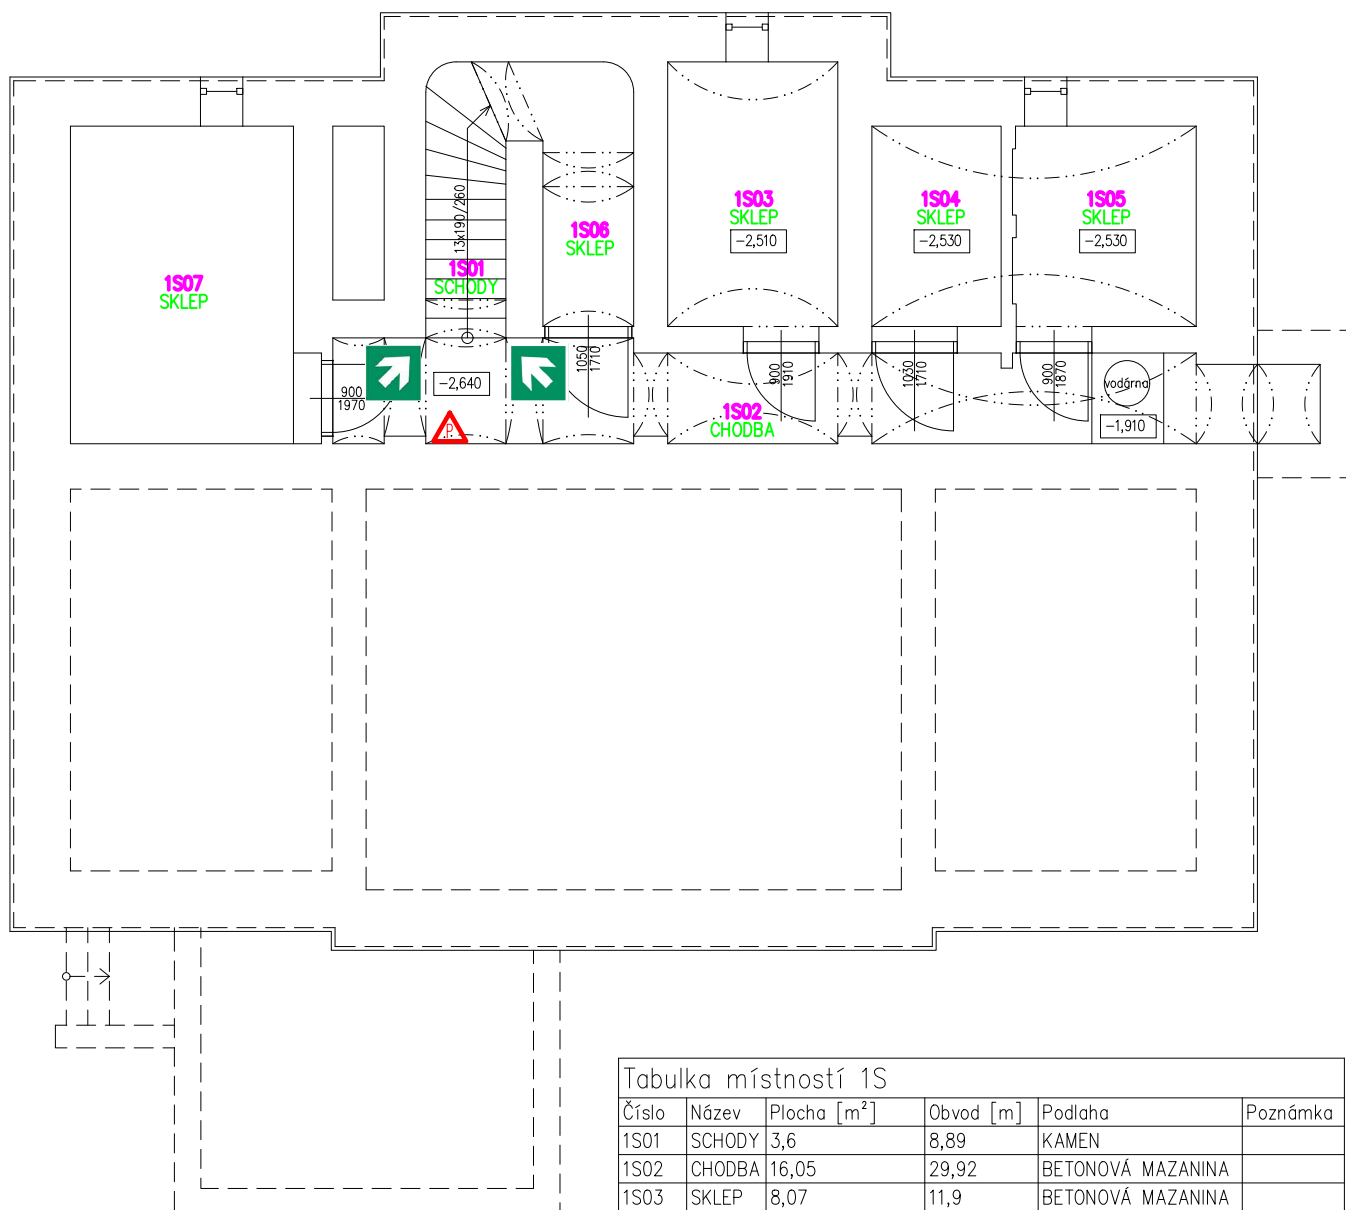 1S03
SKLEP
-2,510
1S04
SKLEP
-2,530
1S05
SKLEP
-2,530
13x190/260
1S06
SKLEP
1S01
SCHODY
1S07
SKLEP
-2,640
900
1970
1050
1710
900
1910
1030
1710
900
1870
vodárna
-1,910
1S02
CHODBA
P
Tabulka místností 1S
Číslo Název Plocha [m²] Obvod [m] Podlaha Poznámka
1S01 SCHODY 3,6 8,89 KAMEN
1S02 CHODBA 16,05 29,92 BETONOVÁ MAZANINA
1S03 SKLEP 8,07 11,9 BETONOVÁ MAZANINA